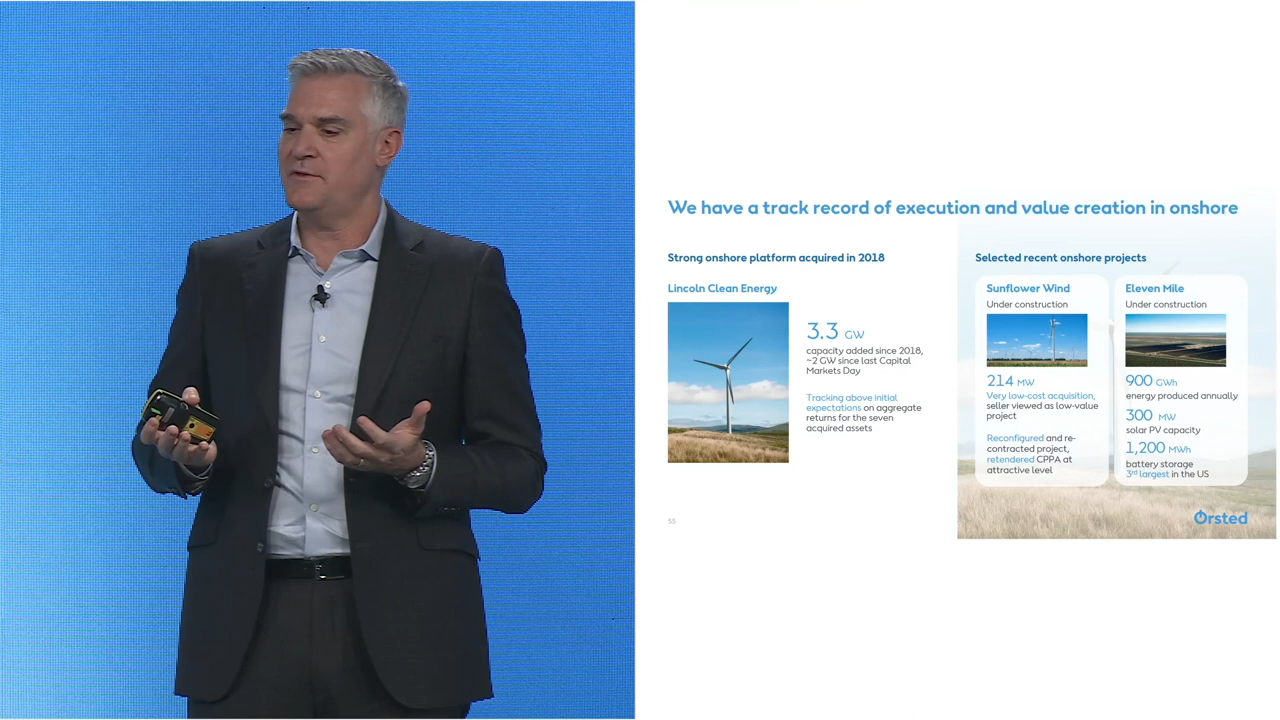 We have a track record of execution and value creation in onshore
Strong onshore platform acquired in 2018
Lincoln Clean Energy
3.3 GW
capacity added since 2018,
~2 GW since last Capital
Markets Day
Tracking above initial
expectations on aggregate
returns for the seven
acquired assets
Selected recent onshore projects
Sunflower Wind
Under construction
214 MW
Very low-cost acquisition,
seller viewed as low-value
project
Reconfigured and re-
contracted project,
retendered CPPA at
attractive level
Eleven Mile
Under construction
900 GWh
energy produced annually
300 MW
solar PV capacity
1,200 MWh
battery storage
3rd largest in the US
55
Ørsted